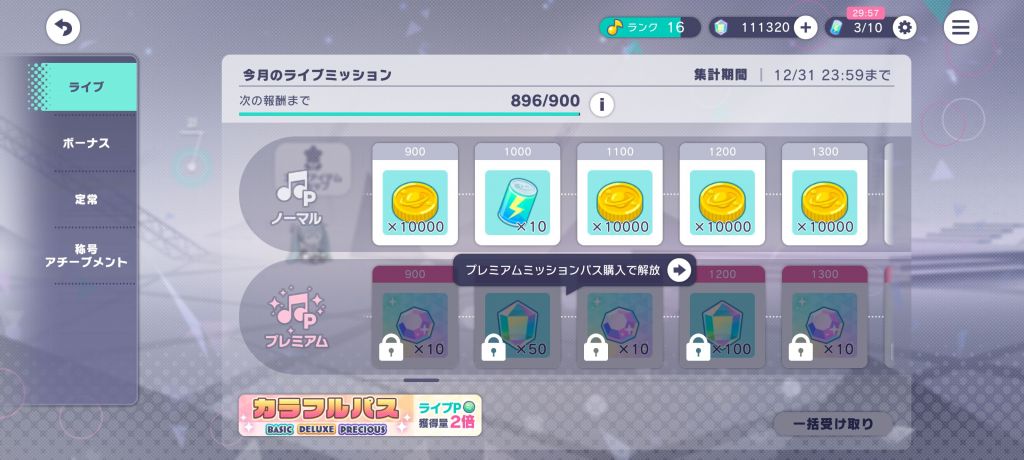 29:57
ランク 16
111320
3/10
ライブ
ボーナス
定常
称号
アチーブメント
今月のライブミッション
集計期間 | 12/31 23:59まで
次の報酬まで
896/900
i
ノーマル
900
×10000
1000
×10
1100
×10000
1200
×10000
1300
×10000
プレミアムミッションパス購入で解放
プレミアム
900
×10
×50
×10
1200
×100
1300
×10
カラフルパス
BASIC DELUXE PRECIOUS
ライブP
獲得量2倍
一括受け取り